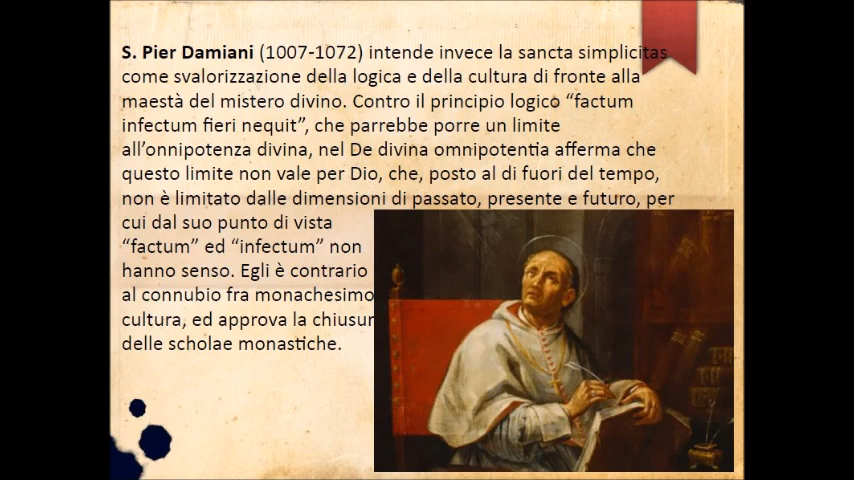 S. Pier Damiani (1007-1072) intende invece la sancta simplicitas
come svalorizzazione della logica e della cultura di fronte alla
maestà del mistero divino. Contro il principio logico “factum
infectum fieri nequit”, che parrebbe porre un limite
all’onnipotenza divina, nel De divina omnipotentia afferma che
questo limite non vale per Dio, che, posto al di fuori del tempo,
non è limitato dalle dimensioni di passato, presente e futuro, per
cui dal suo punto di vista
“factum” ed “infectum” non
hanno senso. Egli è contrario
al connubio fra monachesimo
cultura, ed approva la chiusur
delle scholae monastiche.